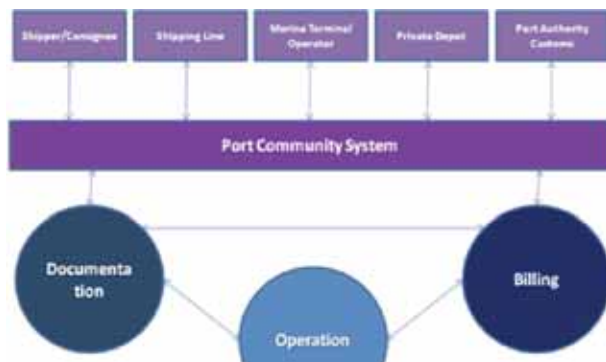 Shipper/Consignee
Shipping Line
Marine Terminal
Operator
Private Depot
Port Authority
Customs
Port Community System
Documenta
tion
Billing
Operation